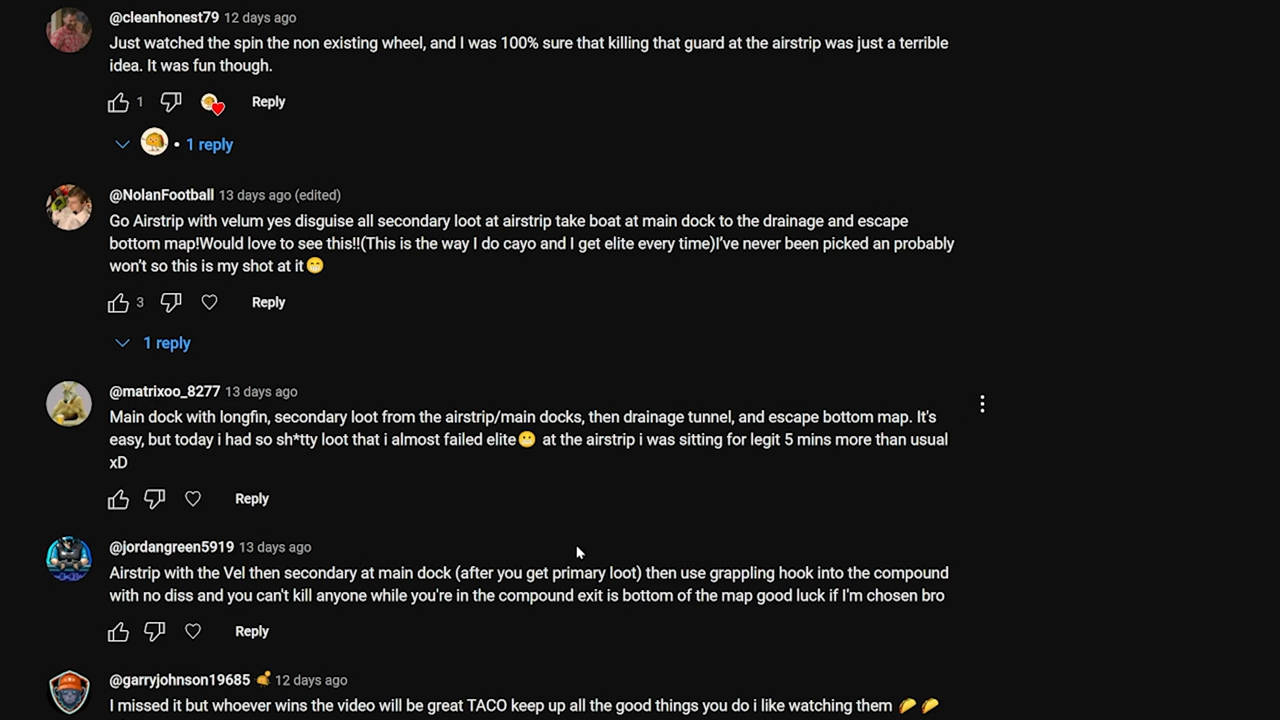 @cleanhonest79 12 days ago
Just watched the spin the non existing wheel, and I was 100% sure that killing that guard at the airstrip was just a terrible
idea. It was fun though.
1 Reply
• 1 reply
@NolanFootball 13 days ago (edited)
Go Airstrip with velum yes disguise all secondary loot at airstrip take boat at main dock to the drainage and escape
bottom map!Would love to see this!!(This is the way I do cayo and I get elite every time)I've never been picked an probably
won't so this is my shot at it😁
3 Reply
1 reply
@matrixoo_8277 13 days ago
Main dock with longfin, secondary loot from the airstrip/main docks, then drainage tunnel, and escape bottom map. It's
easy, but today i had so sh*tty loot that i almost failed elite😬 at the airstrip i was sitting for legit 5 mins more than usual
xD
Reply
@jordangreen5919 13 days ago
Airstrip with the Vel then secondary at main dock (after you get primary loot) then use grappling hook into the compound
with no diss and you can't kill anyone while you're in the compound exit is bottom of the map good luck if I'm chosen bro
Reply
@garryjohnson19685 12 days ago
I missed it but whoever wins the video will be great TACO keep up all the good things you do i like watching them 🌮 🌮